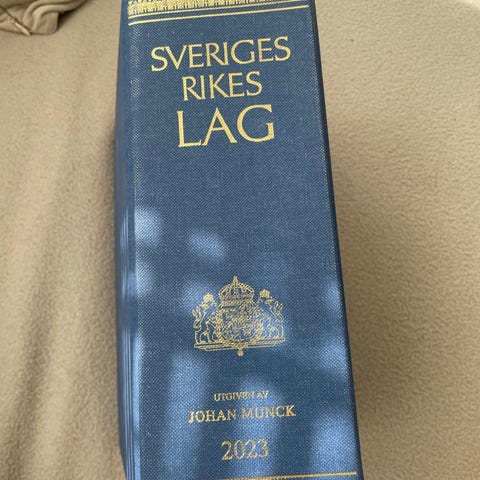 SVERIGES
RIKES
LAG
UTGIVEN AV
JOHAN MUNCK
2023